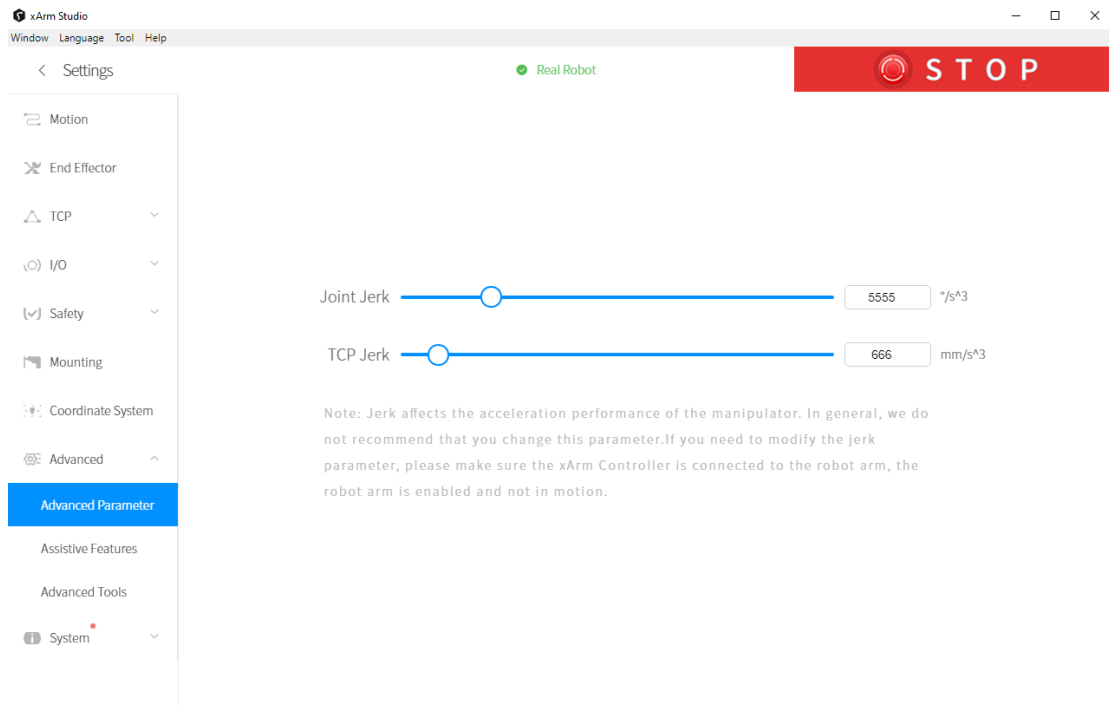 xArm Studio
Window Language Tool Help
Settings
Real Robot
STOP
Motion
End Effector
TCP
I/O
Safety
Mounting
Coordinate System
Advanced
Advanced Parameter
Assistive Features
Advanced Tools
System
Joint Jerk 5555 °/s^3
TCP Jerk 666 mm/s^3
Note: Jerk affects the acceleration performance of the manipulator. In general, we do
not recommend that you change this parameter.If you need to modify the jerk
parameter, please make sure the xArm Controller is connected to the robot arm, the
robot arm is enabled and not in motion.